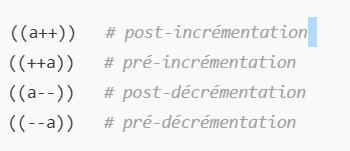 ((a++)) # post-incrémentation
((++a)) # pré-incrémentation
((a--)) # post-décrémentation
((--a)) # pré-décrémentation